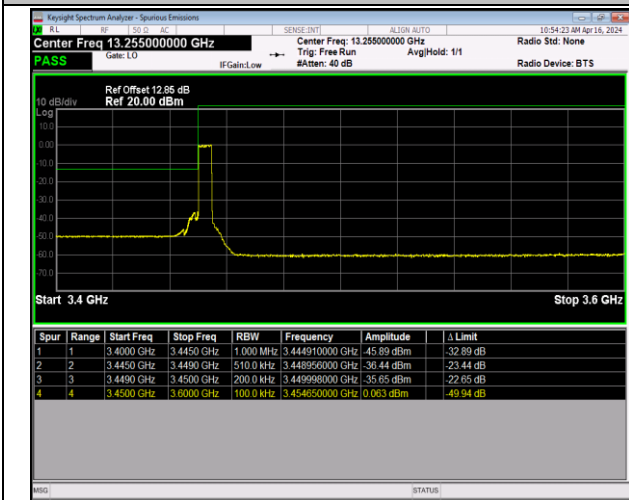 Keysight Spectrum Analyzer - Spurious Emissions
RL RF 50 Ω AC SENSE:INT ALIGN AUTO 10:54:23 AM Apr 16, 2024
Center Freq 13.255000000 GHz Center Freq: 13.255000000 GHz Radio Std: None
Gate: LO Trig: Free Run Avg|Hold: 1/1
PASS IFGain:Low #Atten: 40 dB Radio Device: BTS
Ref Offset 12.85 dB
10 dB/div Ref 20.00 dBm
Log
10.0
0.00
-10.0
-20.0
-30.0
-40.0
-50.0
-60.0
-70.0
Start 3.4 GHz Stop 3.6 GHz
Spur Range Start Freq Stop Freq RBW Frequency Amplitude Δ Limit
1 1 3.4000 GHz 3.4450 GHz 1.000 MHz 3.444910000 GHz -45.89 dBm -32.89 dB
2 2 3.4450 GHz 3.4490 GHz 510.0 kHz 3.448956000 GHz -36.44 dBm -23.44 dB
3 3 3.4490 GHz 3.4500 GHz 200.0 kHz 3.449998000 GHz -35.65 dBm -22.65 dB
4 4 3.4500 GHz 3.6000 GHz 100.0 kHz 3.454650000 GHz 0.063 dBm -49.94 dB
MSG STATUS